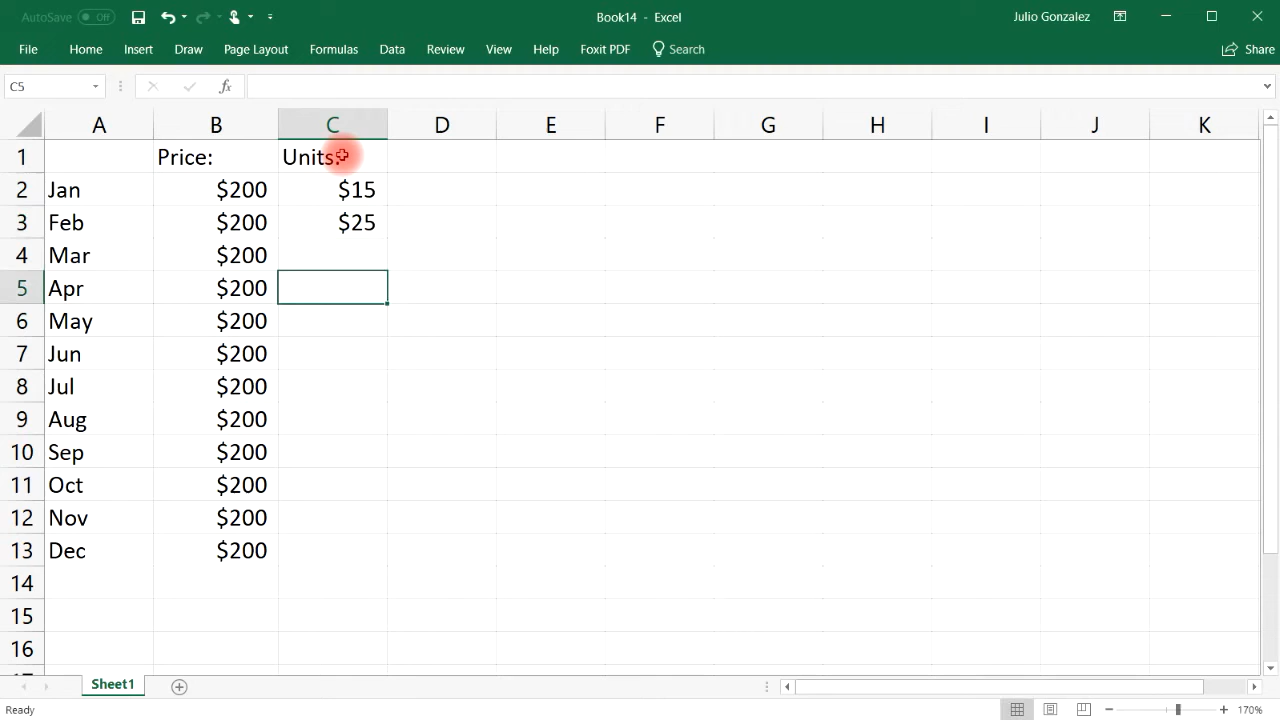 AutoSave Off Book14 - Excel Julio Gonzalez
File Home Insert Draw Page Layout Formulas Data Review View Help Foxit PDF Search Share
C5 fx
A B C D E F G H I J K
1 Price: Units:
2 Jan $200 $15
3 Feb $200 $25
4 Mar $200
5 Apr $200
6 May $200
7 Jun $200
8 Jul $200
9 Aug $200
10 Sep $200
11 Oct $200
12 Nov $200
13 Dec $200
14
15
16
Sheet1
Ready 170%